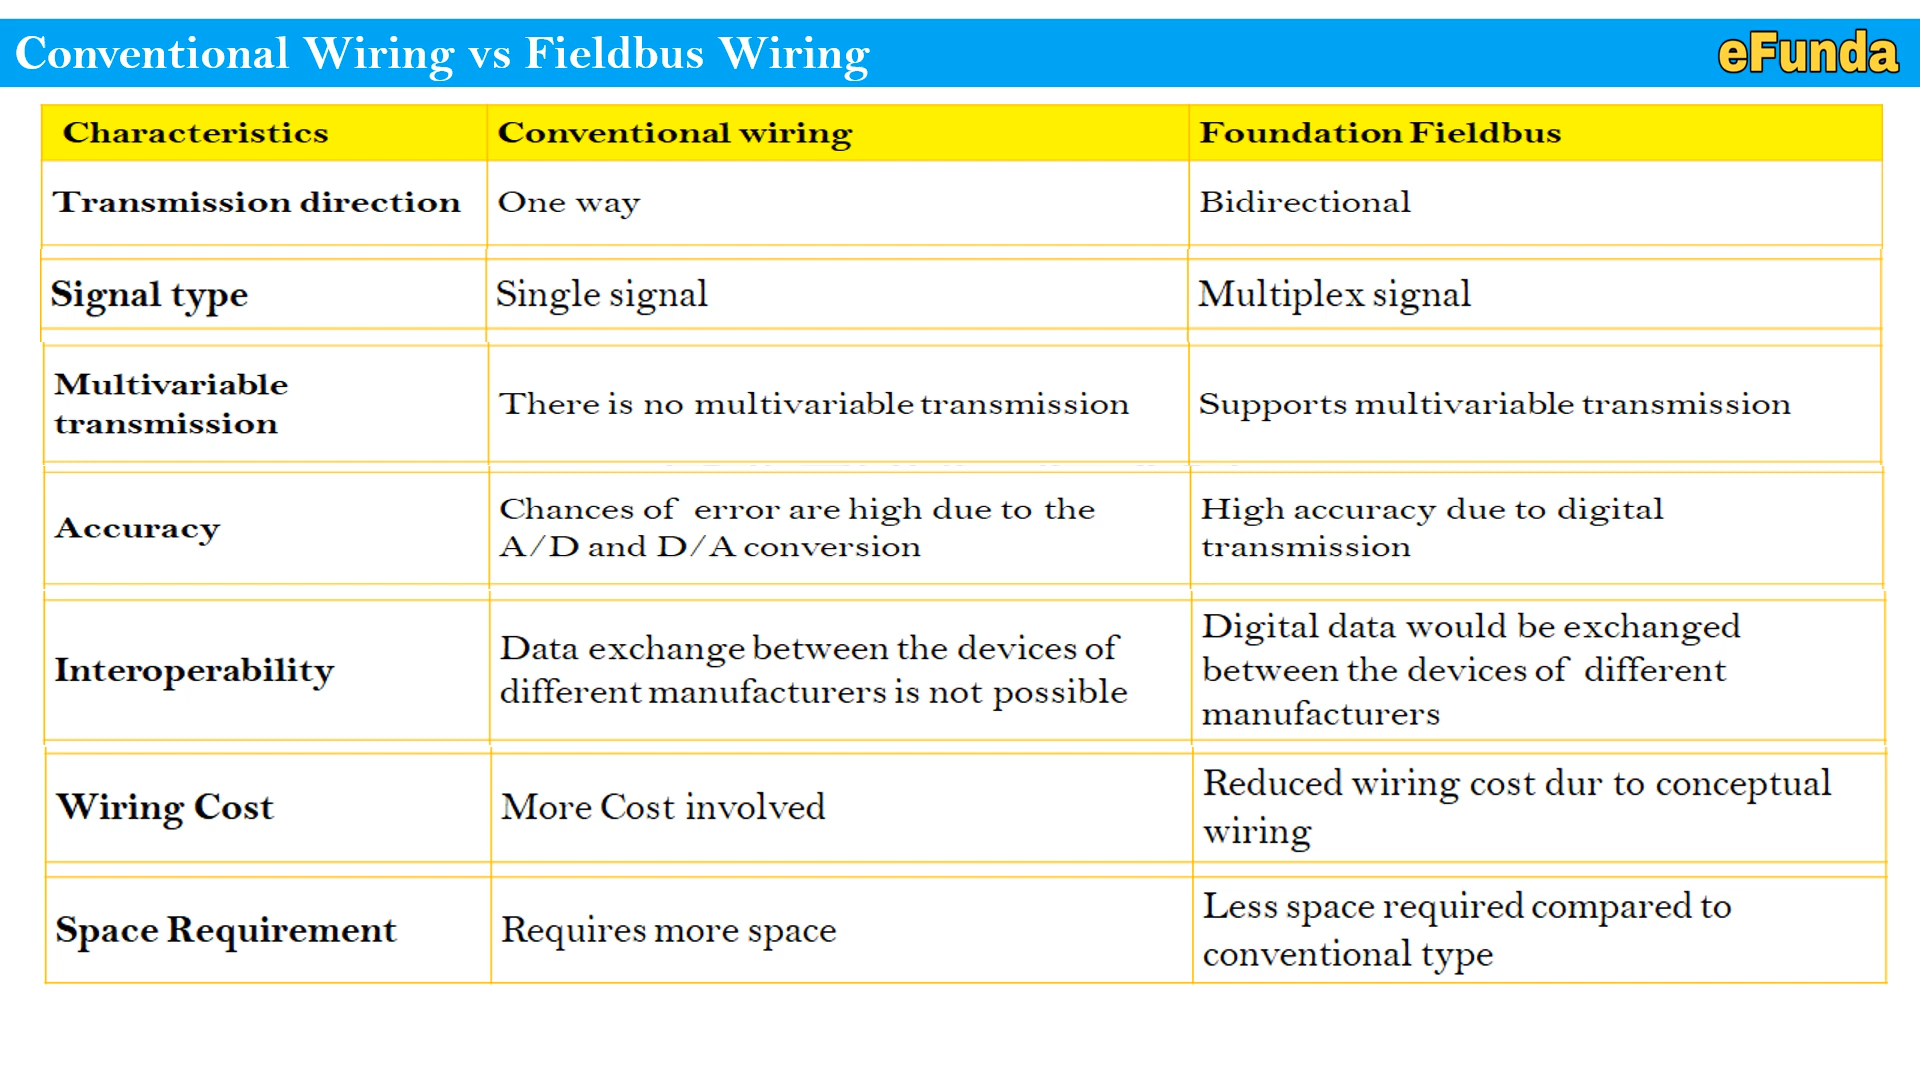 Conventional Wiring vs Fieldbus Wiring
eFunda
Characteristics
Conventional wiring
Foundation Fieldbus
Transmission direction
One way
Bidirectional
Signal type
Single signal
Multiplex signal
Multivariable
transmission
There is no multivariable transmission
Supports multivariable transmission
Accuracy
Chances of error are high due to the
A/D and D/A conversion
High accuracy due to digital
transmission
Interoperability
Data exchange between the devices of
different manufacturers is not possible
Digital data would be exchanged
between the devices of different
manufacturers
Wiring Cost
More Cost involved
Reduced wiring cost dur to conceptual
wiring
Space Requirement
Requires more space
Less space required compared to
conventional type